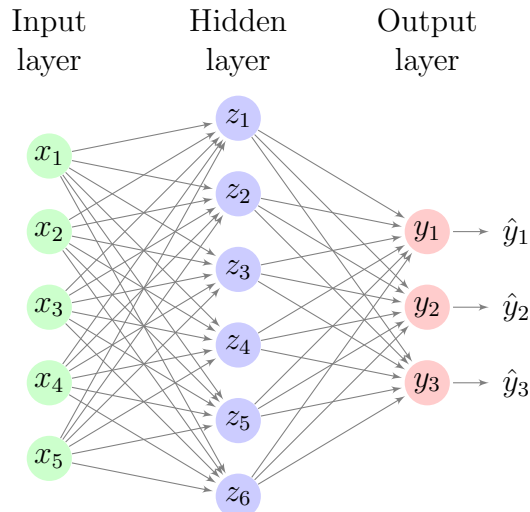 Input layer
Hidden layer
Output layer
z₁
x₁
z₂
x₂
y₁
ŷ₁
z₃
x₃
y₂
ŷ₂
z₄
x₄
y₃
ŷ₃
z₅
x₅
z₆